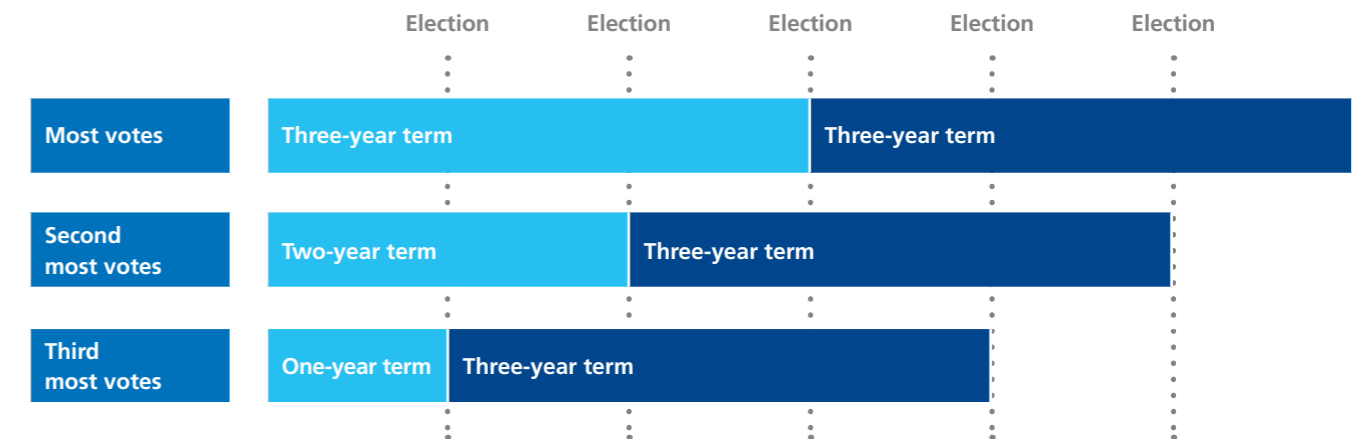 Election Election Election Election Election
Most votes Three-year term Three-year term
Second
most votes
Two-year term Three-year term
Third
most votes
One-year term Three-year term